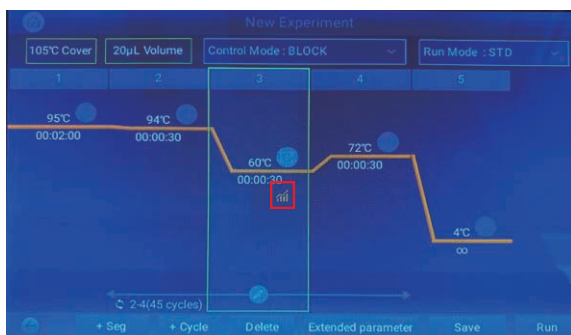 New Experiment
105℃ Cover 20μL Volume Control Mode : BLOCK Run Mode : STD
1 2 3 4 5
95℃ 94℃ 60℃ 72℃ 4℃
00:02:00 00:00:30 00:00:30 00:00:30 ∞
2-4(45 cycles)
+ Seg + Cycle Delete Extended parameter Save Run